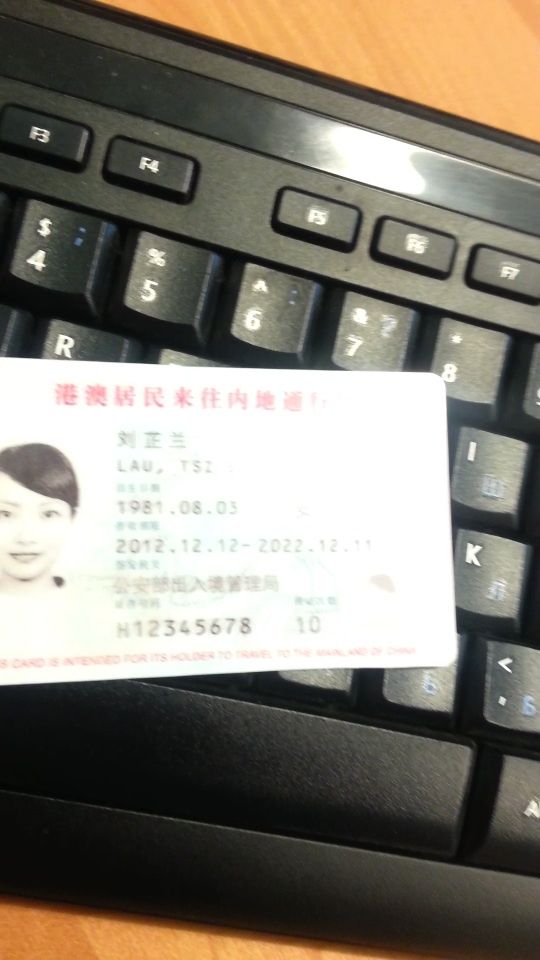 F3
F4
F5
F6
F7
$
4
%
5
^
6
&
7
*
8
R
I
K
<
港澳居民来往内地通行
刘正兰
LAU, TSZ
出生日期
1981.08.03
有效期限
2012.12.12-2022.12.11
签发机关
公安部出入境管理局
证件号码
换证次数
H12345678
10
S CARD IS INTENDED FOR ITS HOLDER TO TRAVEL TO THE MAINLAND OF CHINA